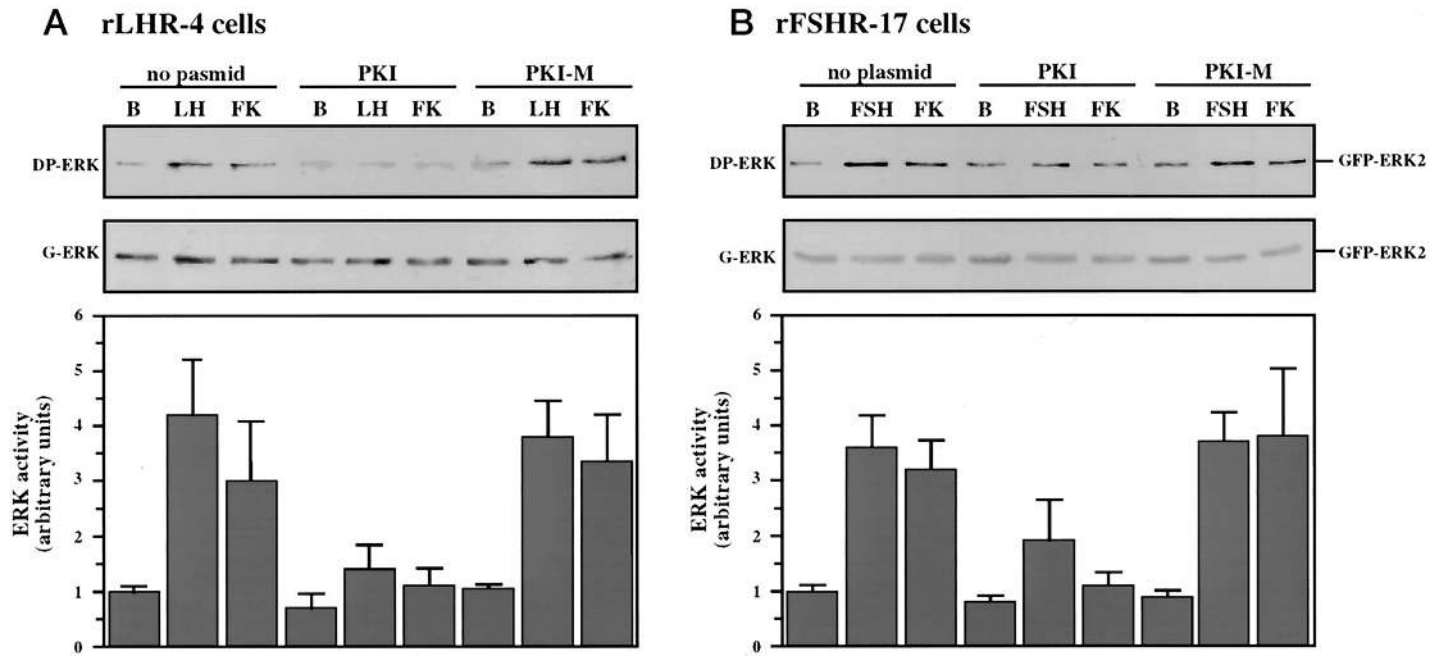 A rLHR-4 cells
no pasmid PKI PKI-M
B LH FK B LH FK B LH FK
DP-ERK
G-ERK
6
5
4
3
2
1
0
ERK activity
(arbitrary units)
B rFSHR-17 cells
no plasmid PKI PKI-M
B FSH FK B FSH FK B FSH FK
DP-ERK GFP-ERK2
G-ERK GFP-ERK2
6
5
4
3
2
1
0
ERK activity
(arbitrary units)